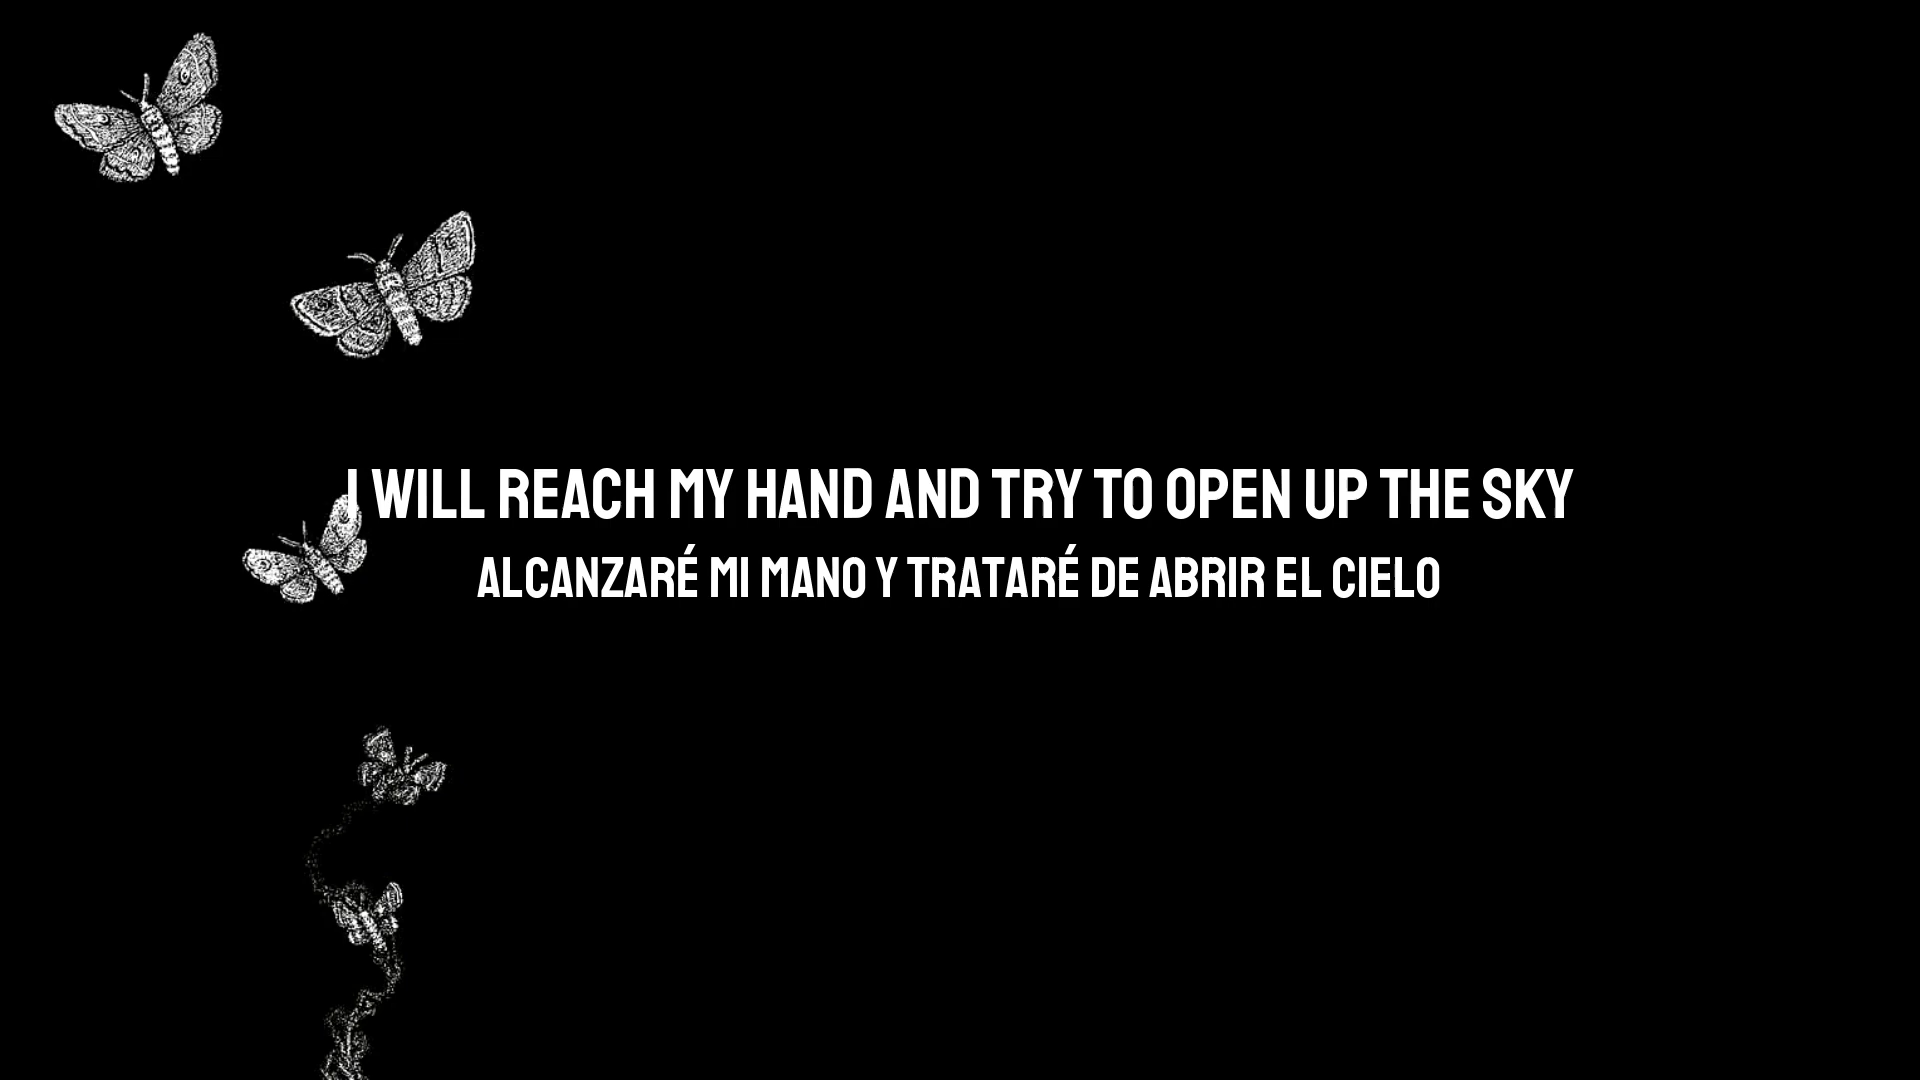 I WILL REACH MY HAND AND TRY TO OPEN UP THE SKY
ALCANZARÉ MI MANO Y TRATARÉ DE ABRIR EL CIELO